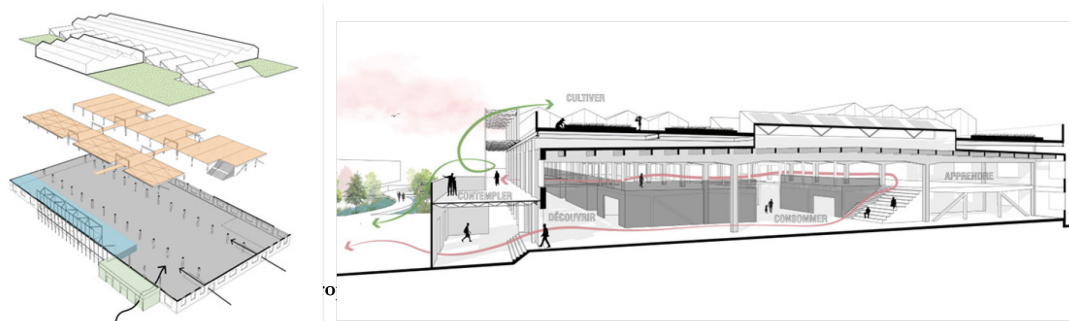 CULTIVER
CONTEMPLER
APPRENDRE
DÉCOUVRIR
CONSOMMER